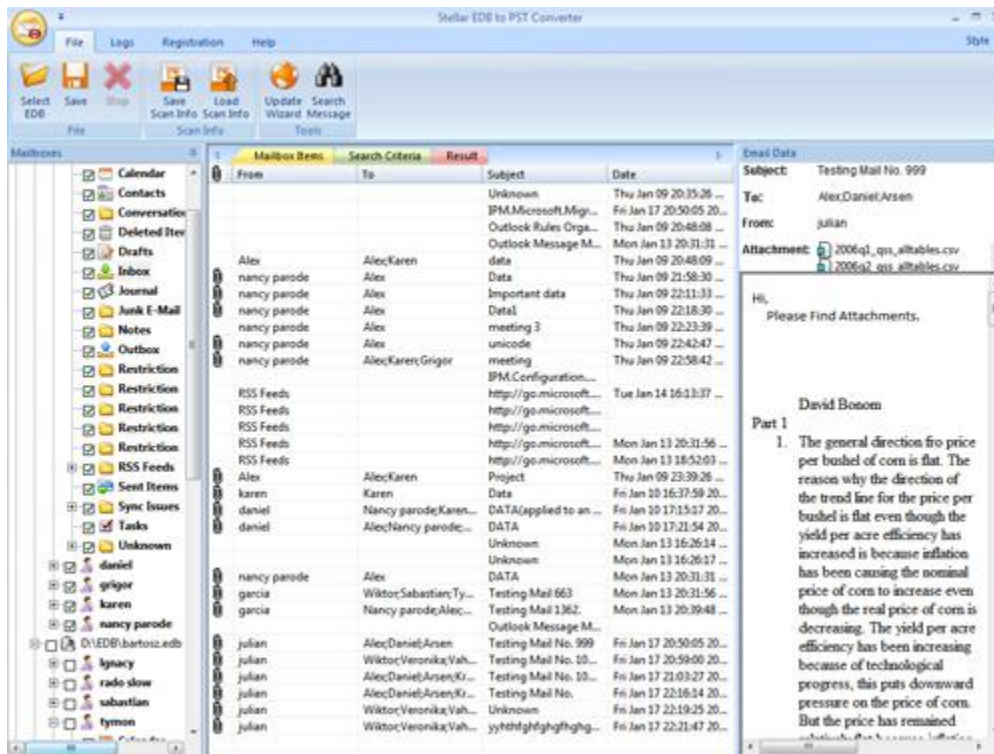 Stellar EDB to PST Converter
File Logs Registration Help Style
Select EDB
Save
Stop
Save Scan Info
Load Scan Info
Update Wizard
Search Message
File Scan Info Tools
Mailboxes
Calendar
Contacts
Conversation
Deleted Iter
Drafts
Inbox
Journal
Junk E-Mail
Notes
Outbox
Restriction
Restriction
Restriction
Restriction
Restriction
RSS Feeds
Sent Items
Sync Issues
Tasks
Unknown
daniel
grigor
karen
nancy parode
D:\EDB\bartosz.edb
Ignacy
rado slow
sabastian
tymon
Mailbox Items Search Criteria Result
From To Subject Date
Unknown Thu Jan 09 20:35:26 ...
IPM.Microsoft.Migr... Fri Jan 17 20:50:05 20...
Outlook Rules Orga... Thu Jan 09 20:48:08 ...
Outlook Message M... Mon Jan 13 20:31:31 ...
Alex Alex;Karen data Thu Jan 09 20:48:09 ...
nancy parode Alex Data Thu Jan 09 21:58:30 ...
nancy parode Alex Important data Thu Jan 09 22:11:33 ...
nancy parode Alex Data1 Thu Jan 09 22:18:30 ...
nancy parode Alex meeting 3 Thu Jan 09 22:23:39 ...
nancy parode Alex unicode Thu Jan 09 22:42:47 ...
nancy parode Alex;Karen;Grigor meeting Thu Jan 09 22:58:42 ...
IPM.Configuration....
RSS Feeds http://go.microsoft.... Tue Jan 14 16:13:37 ...
RSS Feeds http://go.microsoft....
RSS Feeds http://go.microsoft....
RSS Feeds http://go.microsoft.... Mon Jan 13 20:31:56 ...
RSS Feeds http://go.microsoft.... Mon Jan 13 18:52:03 ...
Alex Alex;Karen Project Thu Jan 09 23:39:26 ...
karen Karen Data Fri Jan 10 16:37:59 20...
daniel Nancy parode;Karen... DATA(applied to an ... Fri Jan 10 17:15:17 20...
daniel Alex;Nancy parode;... DATA Fri Jan 10 17:21:54 20...
Unknown Mon Jan 13 16:26:14 ...
Unknown Mon Jan 13 16:26:17 ...
nancy parode Alex DATA Mon Jan 13 20:31:31 ...
garcia Wiktor;Sabastian;Ty... Testing Mail 663 Mon Jan 13 20:31:56 ...
garcia Nancy parode;Alex;... Testing Mail 1362. Mon Jan 13 20:39:48 ...
Outlook Message M...
julian Alex;Daniel;Arsen Testing Mail No. 999 Fri Jan 17 20:50:05 20...
julian Wiktor;Veronika;Vah... Testing Mail No. 10... Fri Jan 17 20:59:00 20...
julian Alex;Daniel;Arsen;Kr... Testing Mail No. 10... Fri Jan 17 21:03:27 20...
julian Alex;Daniel;Arsen;Kr... Testing Mail No. Fri Jan 17 22:16:14 20...
julian Wiktor;Veronika;Vah... Unknown Fri Jan 17 22:19:25 20...
julian Wiktor;Veronika;Vah... Fri Jan 17 22:21:47 20...
Email Data
Subject: Testing Mail No. 999
To: Alex;Daniel;Arsen
From: julian
Attachment: 2006q1_qss_alltables.csv
2006q2_qss_alltables.csv
Hi,
Please Find Attachments.
David Bonom
Part 1
1. The general direction fro price
per bushel of corn is flat. The
reason why the direction of
the trend line for the price per
bushel is flat even though the
yield per acre efficiency has
increased is because inflation
has been causing the nominal
price of corn to increase even
though the real price of corn is
decreasing. The yield per acre
efficiency has been increasing
because of technological
progress, this puts downward
pressure on the price of corn.
But the price has remained